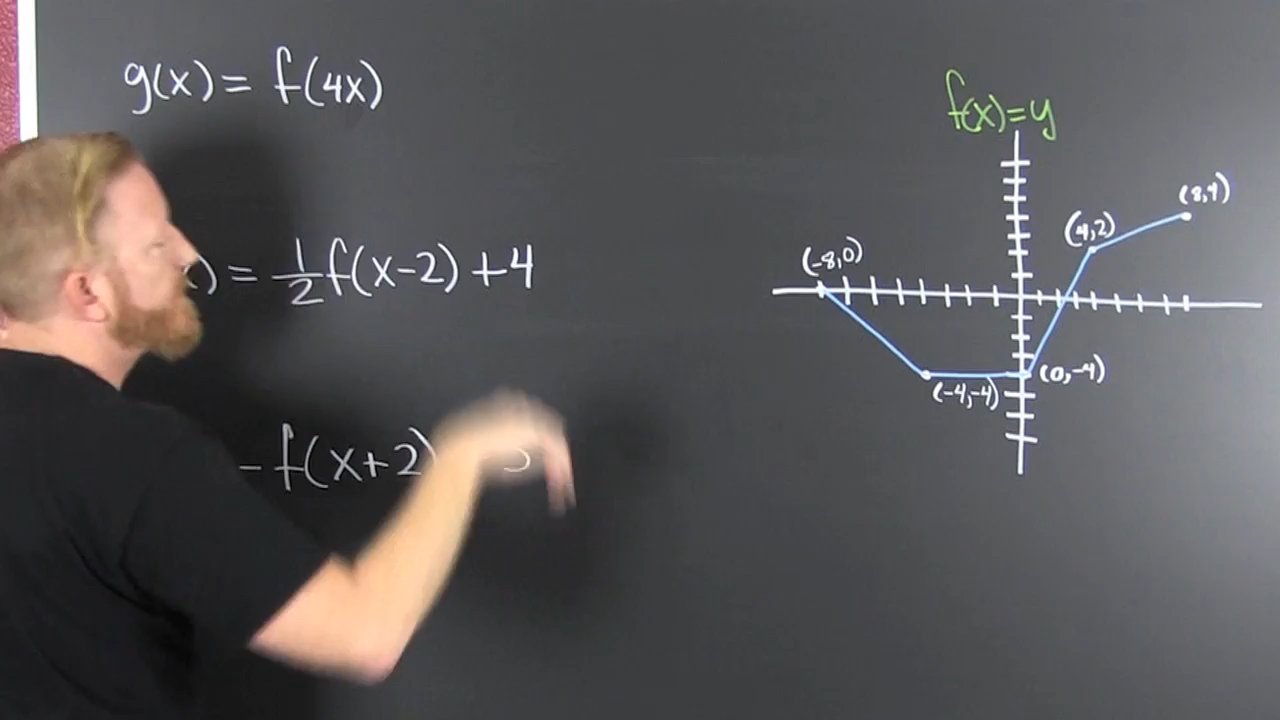 g(x) = f(4x)
) = 1/2 f(x-2) +4
- f(x+2)
f(x)=y
(8,4)
(4,2)
(-8,0)
(0,-4)
(-4,-4)